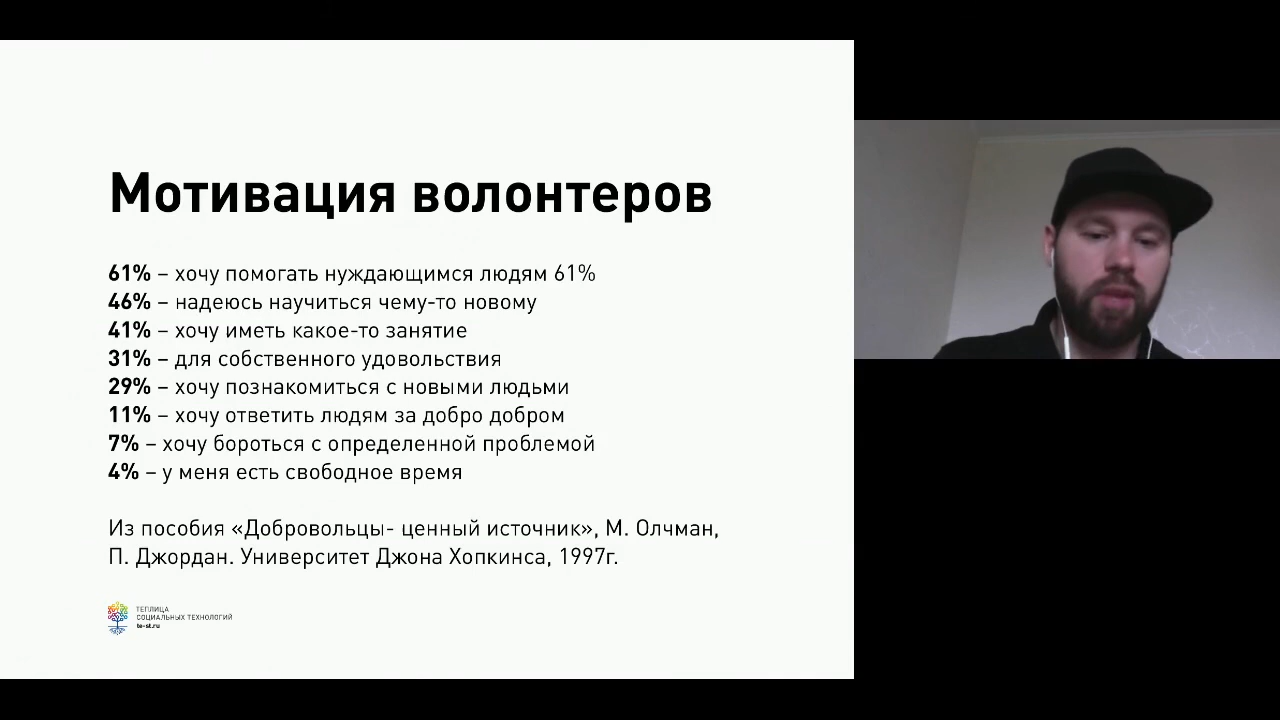 Мотивация волонтеров
61% – хочу помогать нуждающимся людям 61%
46% – надеюсь научиться чему-то новому
41% – хочу иметь какое-то занятие
31% – для собственного удовольствия
29% – хочу познакомиться с новыми людьми
11% – хочу ответить людям за добро добром
7% – хочу бороться с определенной проблемой
4% – у меня есть свободное время
Из пособия «Добровольцы- ценный источник», М. Олчман,
П. Джордан. Университет Джона Хопкинса, 1997г.
ТЕПЛИЦА
СОЦИАЛЬНЫХ ТЕХНОЛОГИЙ
te-st.ru